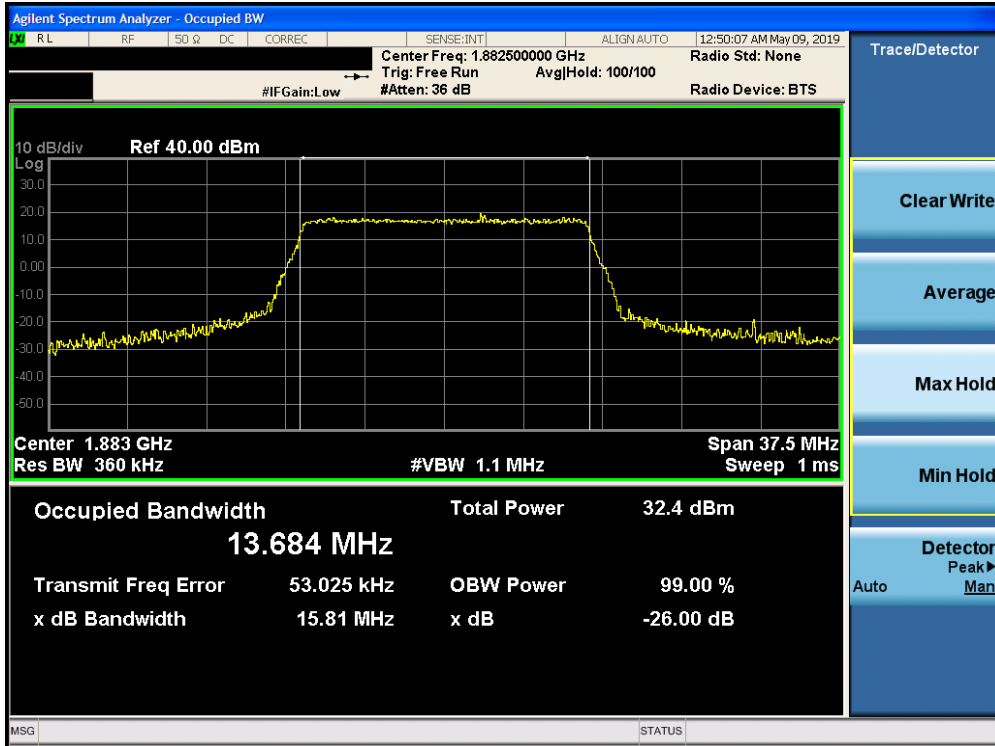 Agilent Spectrum Analyzer - Occupied BW
LXI RL RF 50 Ω DC CORREC SENSE:INT ALIGN AUTO 12:50:07 AM May 09, 2019
Center Freq: 1.882500000 GHz Radio Std: None
Trig: Free Run Avg|Hold: 100/100
#IFGain:Low #Atten: 36 dB Radio Device: BTS
10 dB/div Ref 40.00 dBm
Log
30.0
20.0
10.0
0.00
-10.0
-20.0
-30.0
-40.0
-50.0
Center 1.883 GHz Span 37.5 MHz
Res BW 360 kHz #VBW 1.1 MHz Sweep 1 ms
Occupied Bandwidth Total Power 32.4 dBm
13.684 MHz
Transmit Freq Error 53.025 kHz OBW Power 99.00 %
x dB Bandwidth 15.81 MHz x dB -26.00 dB
MSG STATUS
Trace/Detector
Clear Write
Average
Max Hold
Min Hold
Detector
Peak▶
Auto Man